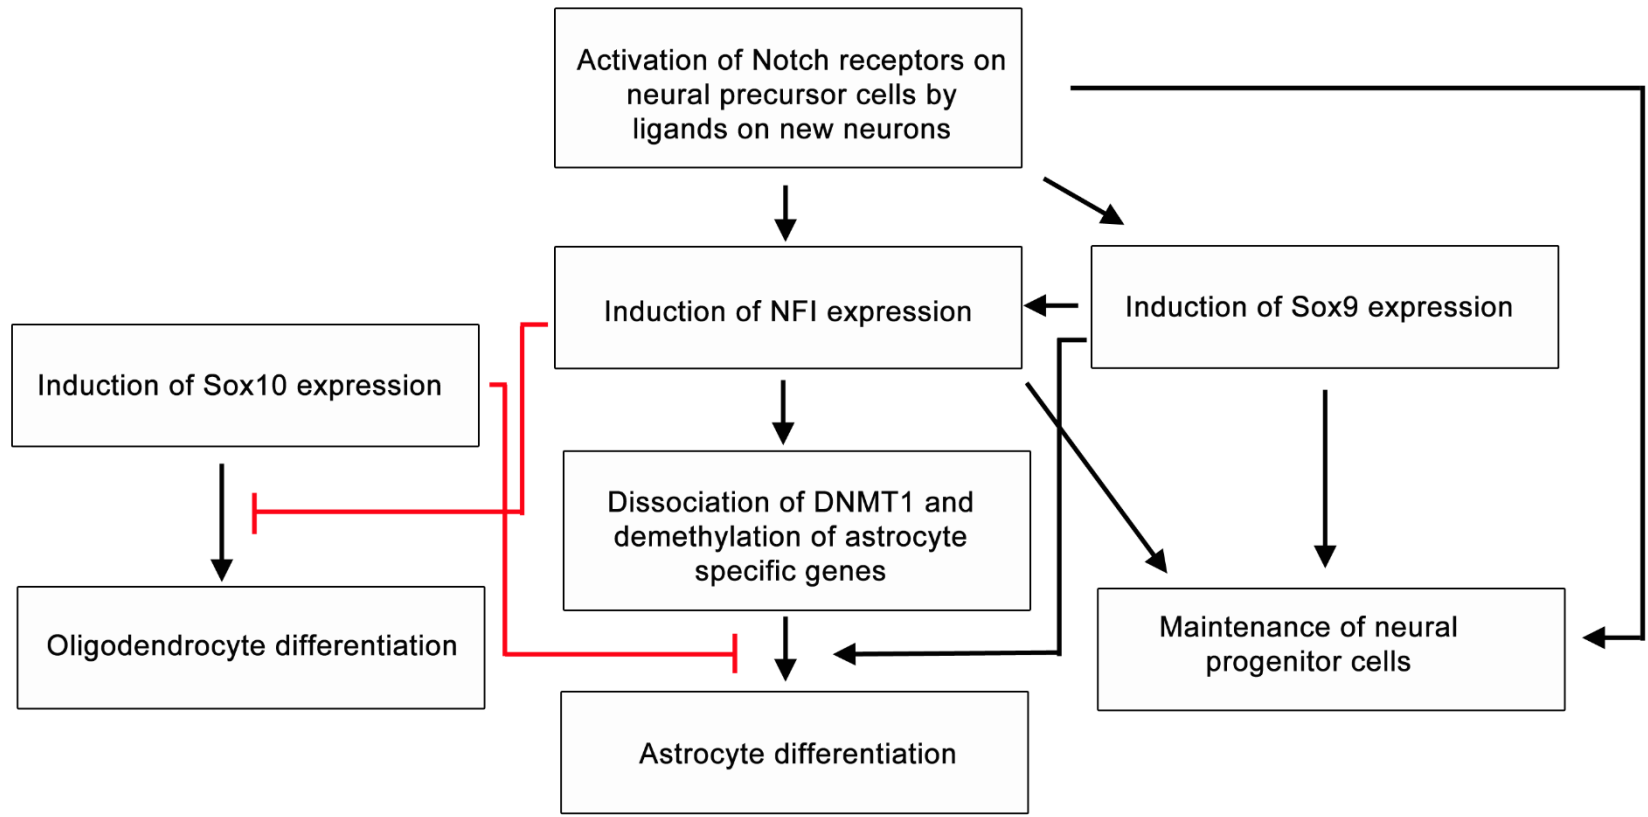 Activation of Notch receptors on
neural precursor cells by
ligands on new neurons
Induction of NFI expression
Induction of Sox9 expression
Induction of Sox10 expression
Dissociation of DNMT1 and
demethylation of astrocyte
specific genes
Oligodendrocyte differentiation
Maintenance of neural
progenitor cells
Astrocyte differentiation